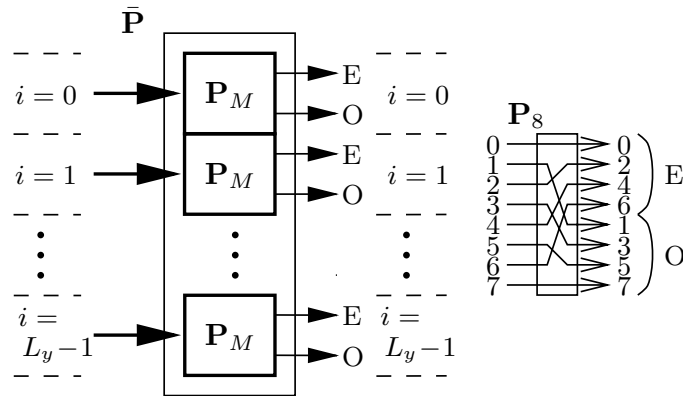 P̄
i = 0 P_M E i = 0
O
i = 1 P_M E i = 1
O
i = L_y − 1 P_M E i = L_y − 1
O
P_8
0 0
1 2
2 4
3 6
4 1
5 3
6 5
7 7
E
O